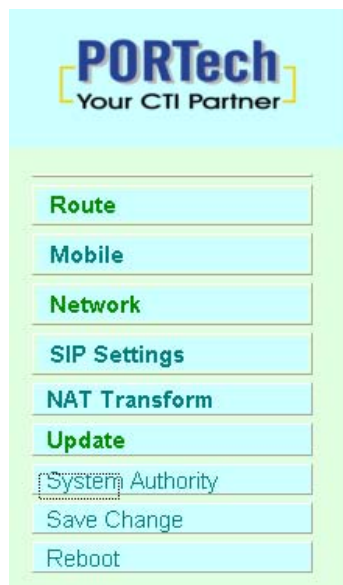 PORTech
Your CTI Partner
Route
Mobile
Network
SIP Settings
NAT Transform
Update
System Authority
Save Change
Reboot